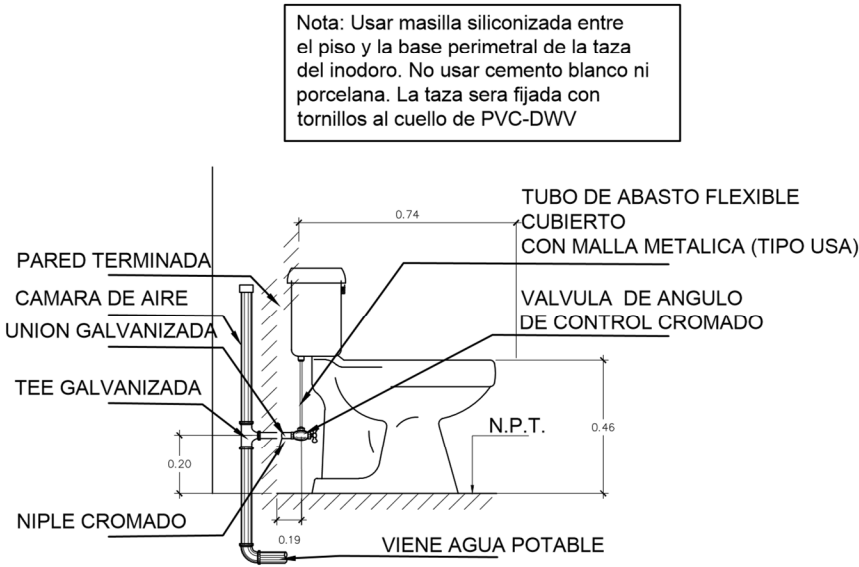 Nota: Usar masilla siliconizada entre
el piso y la base perimetral de la taza
del inodoro. No usar cemento blanco ni
porcelana. La taza sera fijada con
tornillos al cuello de PVC-DWV
TUBO DE ABASTO FLEXIBLE
CUBIERTO
CON MALLA METALICA (TIPO USA)
0.74
PARED TERMINADA
CAMARA DE AIRE
VALVULA DE ANGULO
DE CONTROL CROMADO
UNION GALVANIZADA
TEE GALVANIZADA
N.P.T.
0.46
0.20
NIPLE CROMADO
0.19
VIENE AGUA POTABLE